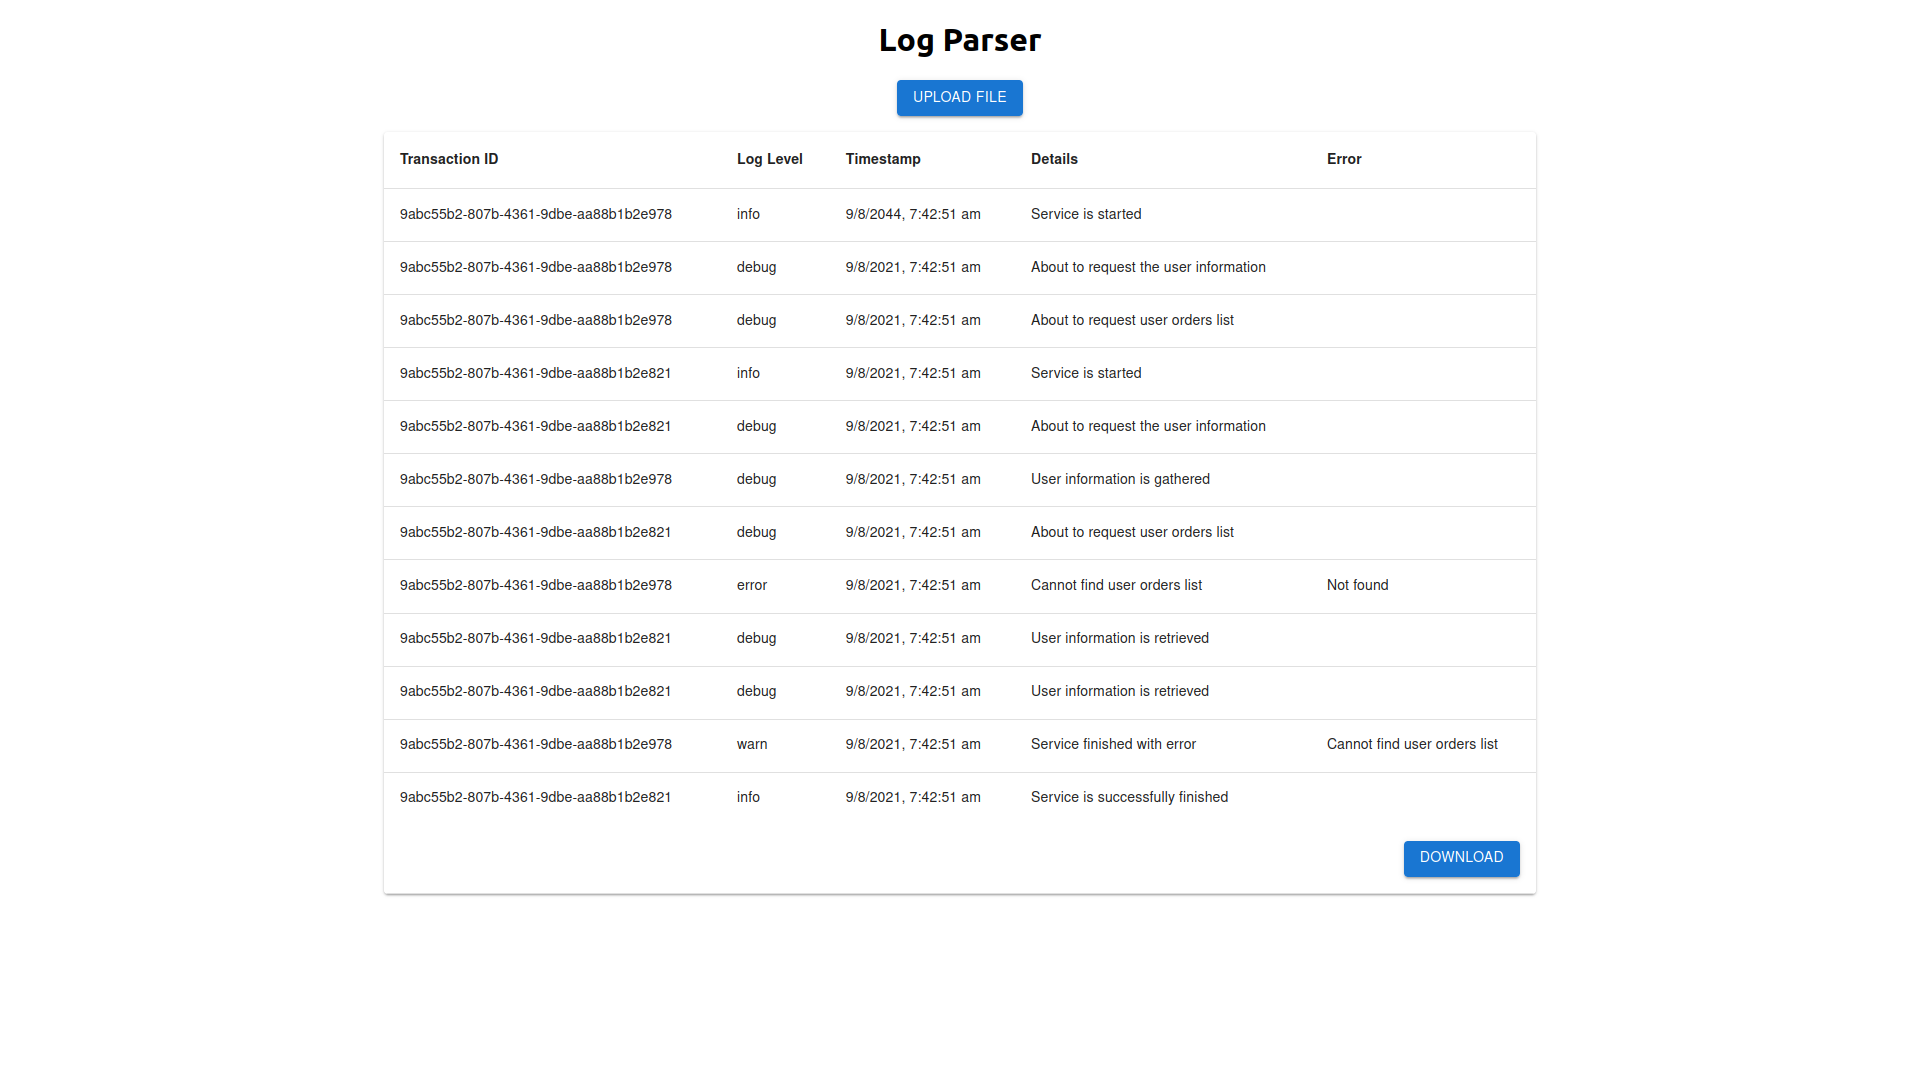 Log Parser
UPLOAD FILE
Transaction ID Log Level Timestamp Details Error
9abc55b2-807b-4361-9dbe-aa88b1b2e978 info 9/8/2044, 7:42:51 am Service is started
9abc55b2-807b-4361-9dbe-aa88b1b2e978 debug 9/8/2021, 7:42:51 am About to request the user information
9abc55b2-807b-4361-9dbe-aa88b1b2e978 debug 9/8/2021, 7:42:51 am About to request user orders list
9abc55b2-807b-4361-9dbe-aa88b1b2e821 info 9/8/2021, 7:42:51 am Service is started
9abc55b2-807b-4361-9dbe-aa88b1b2e821 debug 9/8/2021, 7:42:51 am About to request the user information
9abc55b2-807b-4361-9dbe-aa88b1b2e978 debug 9/8/2021, 7:42:51 am User information is gathered
9abc55b2-807b-4361-9dbe-aa88b1b2e821 debug 9/8/2021, 7:42:51 am About to request user orders list
9abc55b2-807b-4361-9dbe-aa88b1b2e978 error 9/8/2021, 7:42:51 am Cannot find user orders list Not found
9abc55b2-807b-4361-9dbe-aa88b1b2e821 debug 9/8/2021, 7:42:51 am User information is retrieved
9abc55b2-807b-4361-9dbe-aa88b1b2e821 debug 9/8/2021, 7:42:51 am User information is retrieved
9abc55b2-807b-4361-9dbe-aa88b1b2e978 warn 9/8/2021, 7:42:51 am Service finished with error Cannot find user orders list
9abc55b2-807b-4361-9dbe-aa88b1b2e821 info 9/8/2021, 7:42:51 am Service is successfully finished
DOWNLOAD